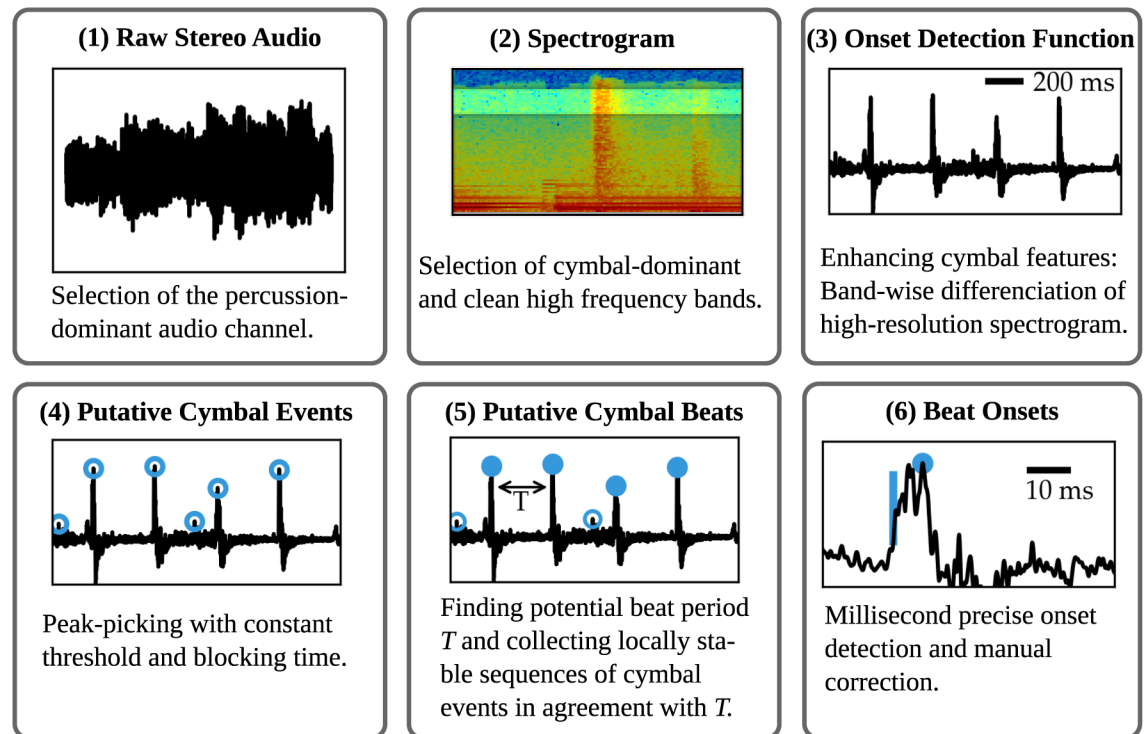 (1) Raw Stereo Audio
Selection of the percussion-
dominant audio channel.
(2) Spectrogram
Selection of cymbal-dominant
and clean high frequency bands.
(3) Onset Detection Function
200 ms
Enhancing cymbal features:
Band-wise differenciation of
high-resolution spectrogram.
(4) Putative Cymbal Events
Peak-picking with constant
threshold and blocking time.
(5) Putative Cymbal Beats
T
Finding potential beat period
T and collecting locally sta-
ble sequences of cymbal
events in agreement with T.
(6) Beat Onsets
10 ms
Millisecond precise onset
detection and manual
correction.